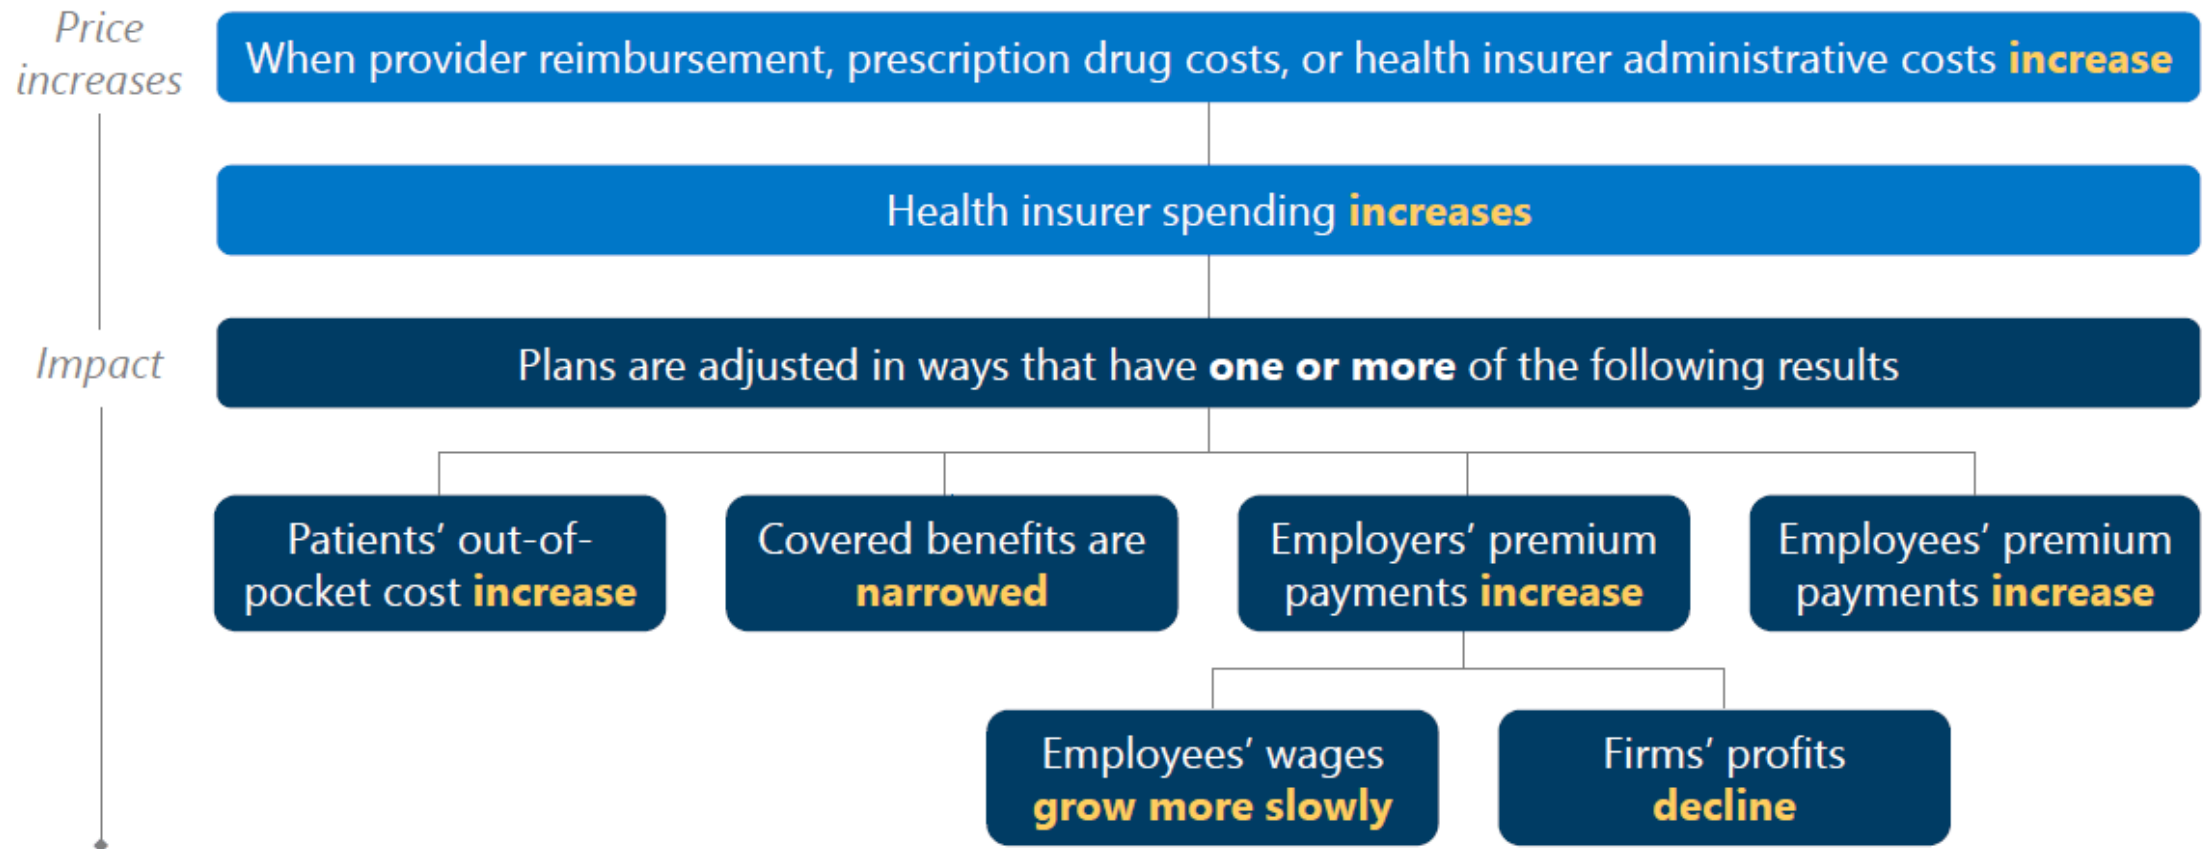 Price
increases
When provider reimbursement, prescription drug costs, or health insurer administrative costs increase
Health insurer spending increases
Impact
Plans are adjusted in ways that have one or more of the following results
Patients’ out-of-
pocket cost increase
Covered benefits are
narrowed
Employers’ premium
payments increase
Employees’ premium
payments increase
Employees’ wages
grow more slowly
Firms’ profits
decline